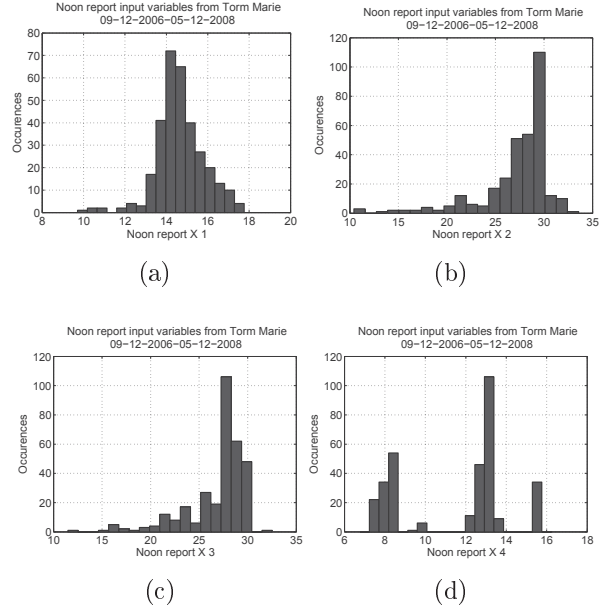 Noon report input variables from Torm Marie
09−12−2006−05−12−2008
80
70
60
50
40
30
20
10
0
Occurences
8 10 12 14 16 18 20
Noon report X 1
(a)
Noon report input variables from Torm Marie
09−12−2006−05−12−2008
120
100
80
60
40
20
0
Occurences
10 15 20 25 30 35
Noon report X 2
(b)
Noon report input variables from Torm Marie
09−12−2006−05−12−2008
120
100
80
60
40
20
0
Occurences
10 15 20 25 30 35
Noon report X 3
(c)
Noon report input variables from Torm Marie
09−12−2006−05−12−2008
120
100
80
60
40
20
0
Occurences
6 8 10 12 14 16 18
Noon report X 4
(d)